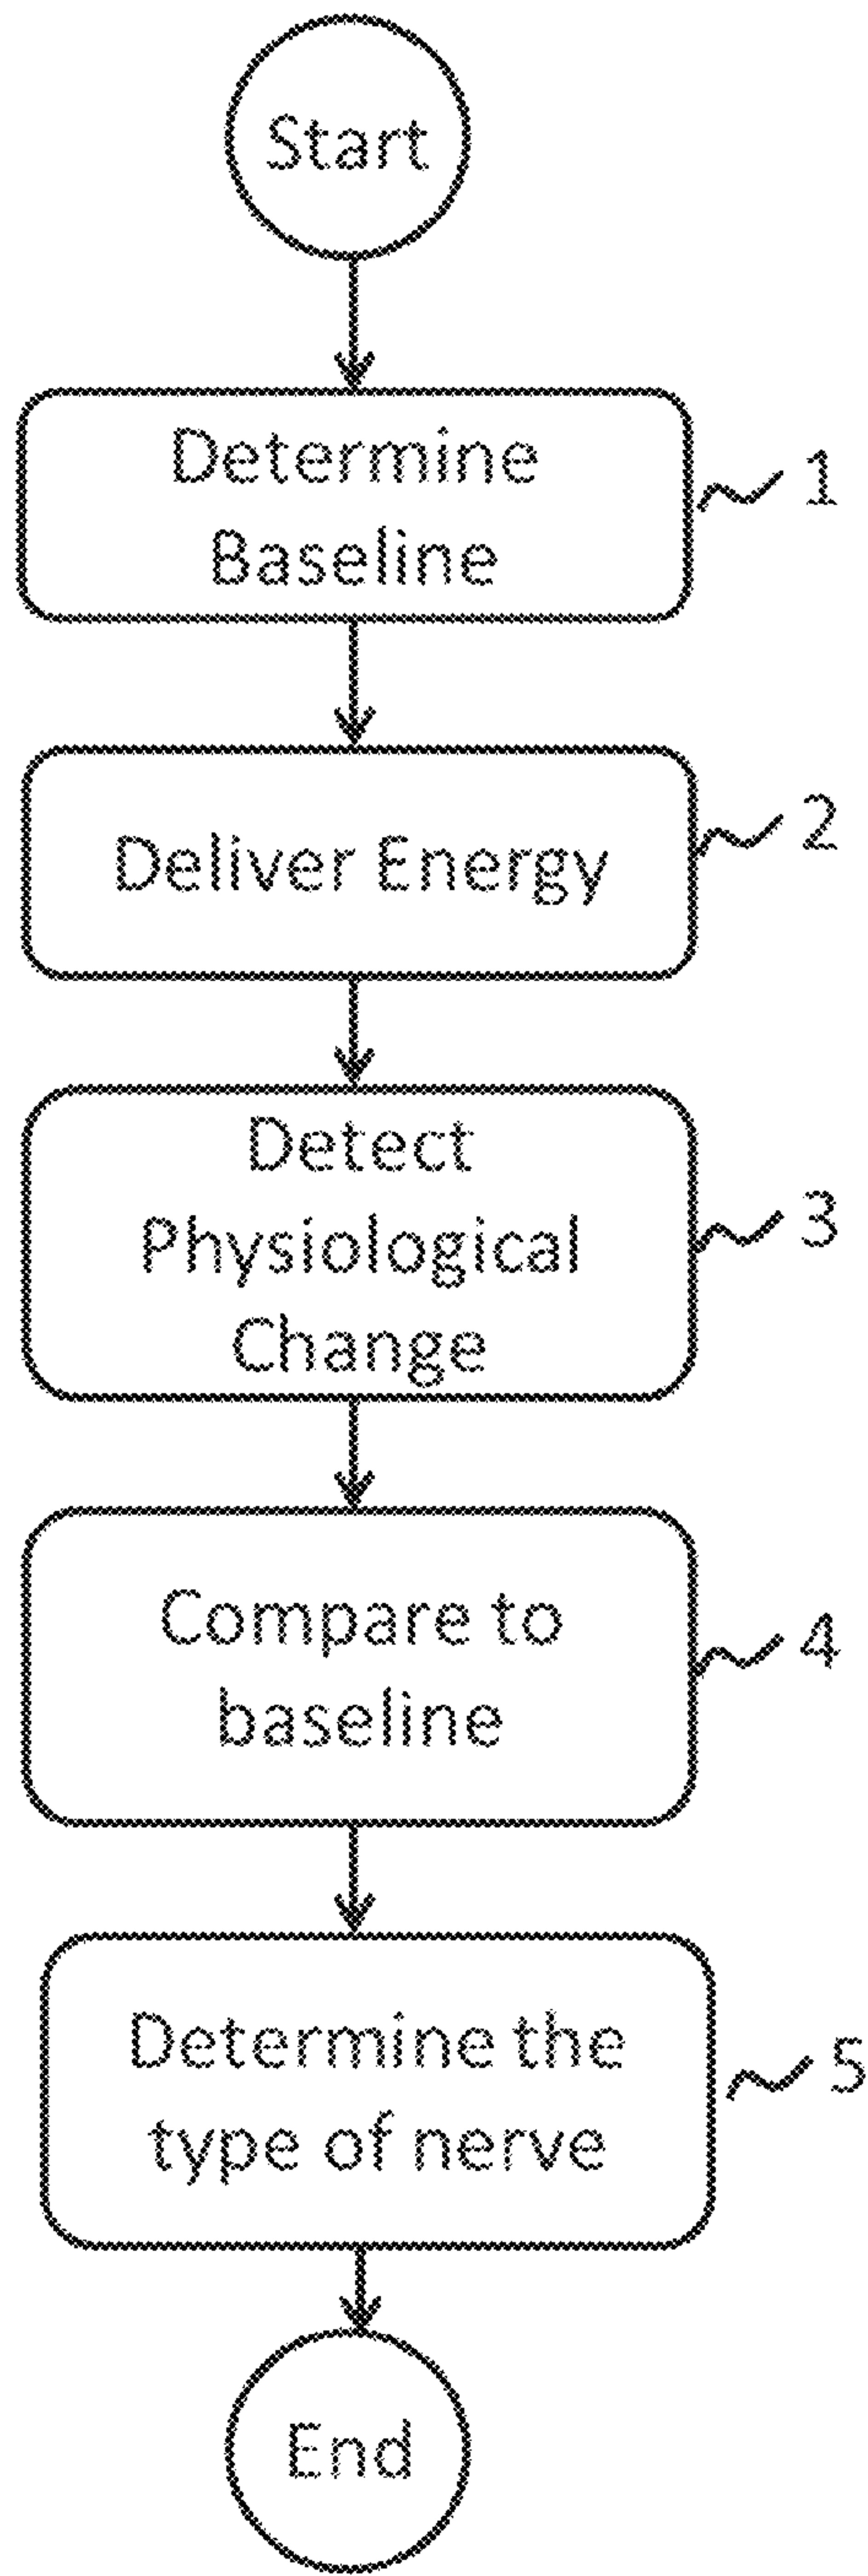 Start
Determine
Baseline
1
Deliver Energy
2
Detect
Physiological
Change
3
Compare to
baseline
4
Determine the
type of nerve
5
End